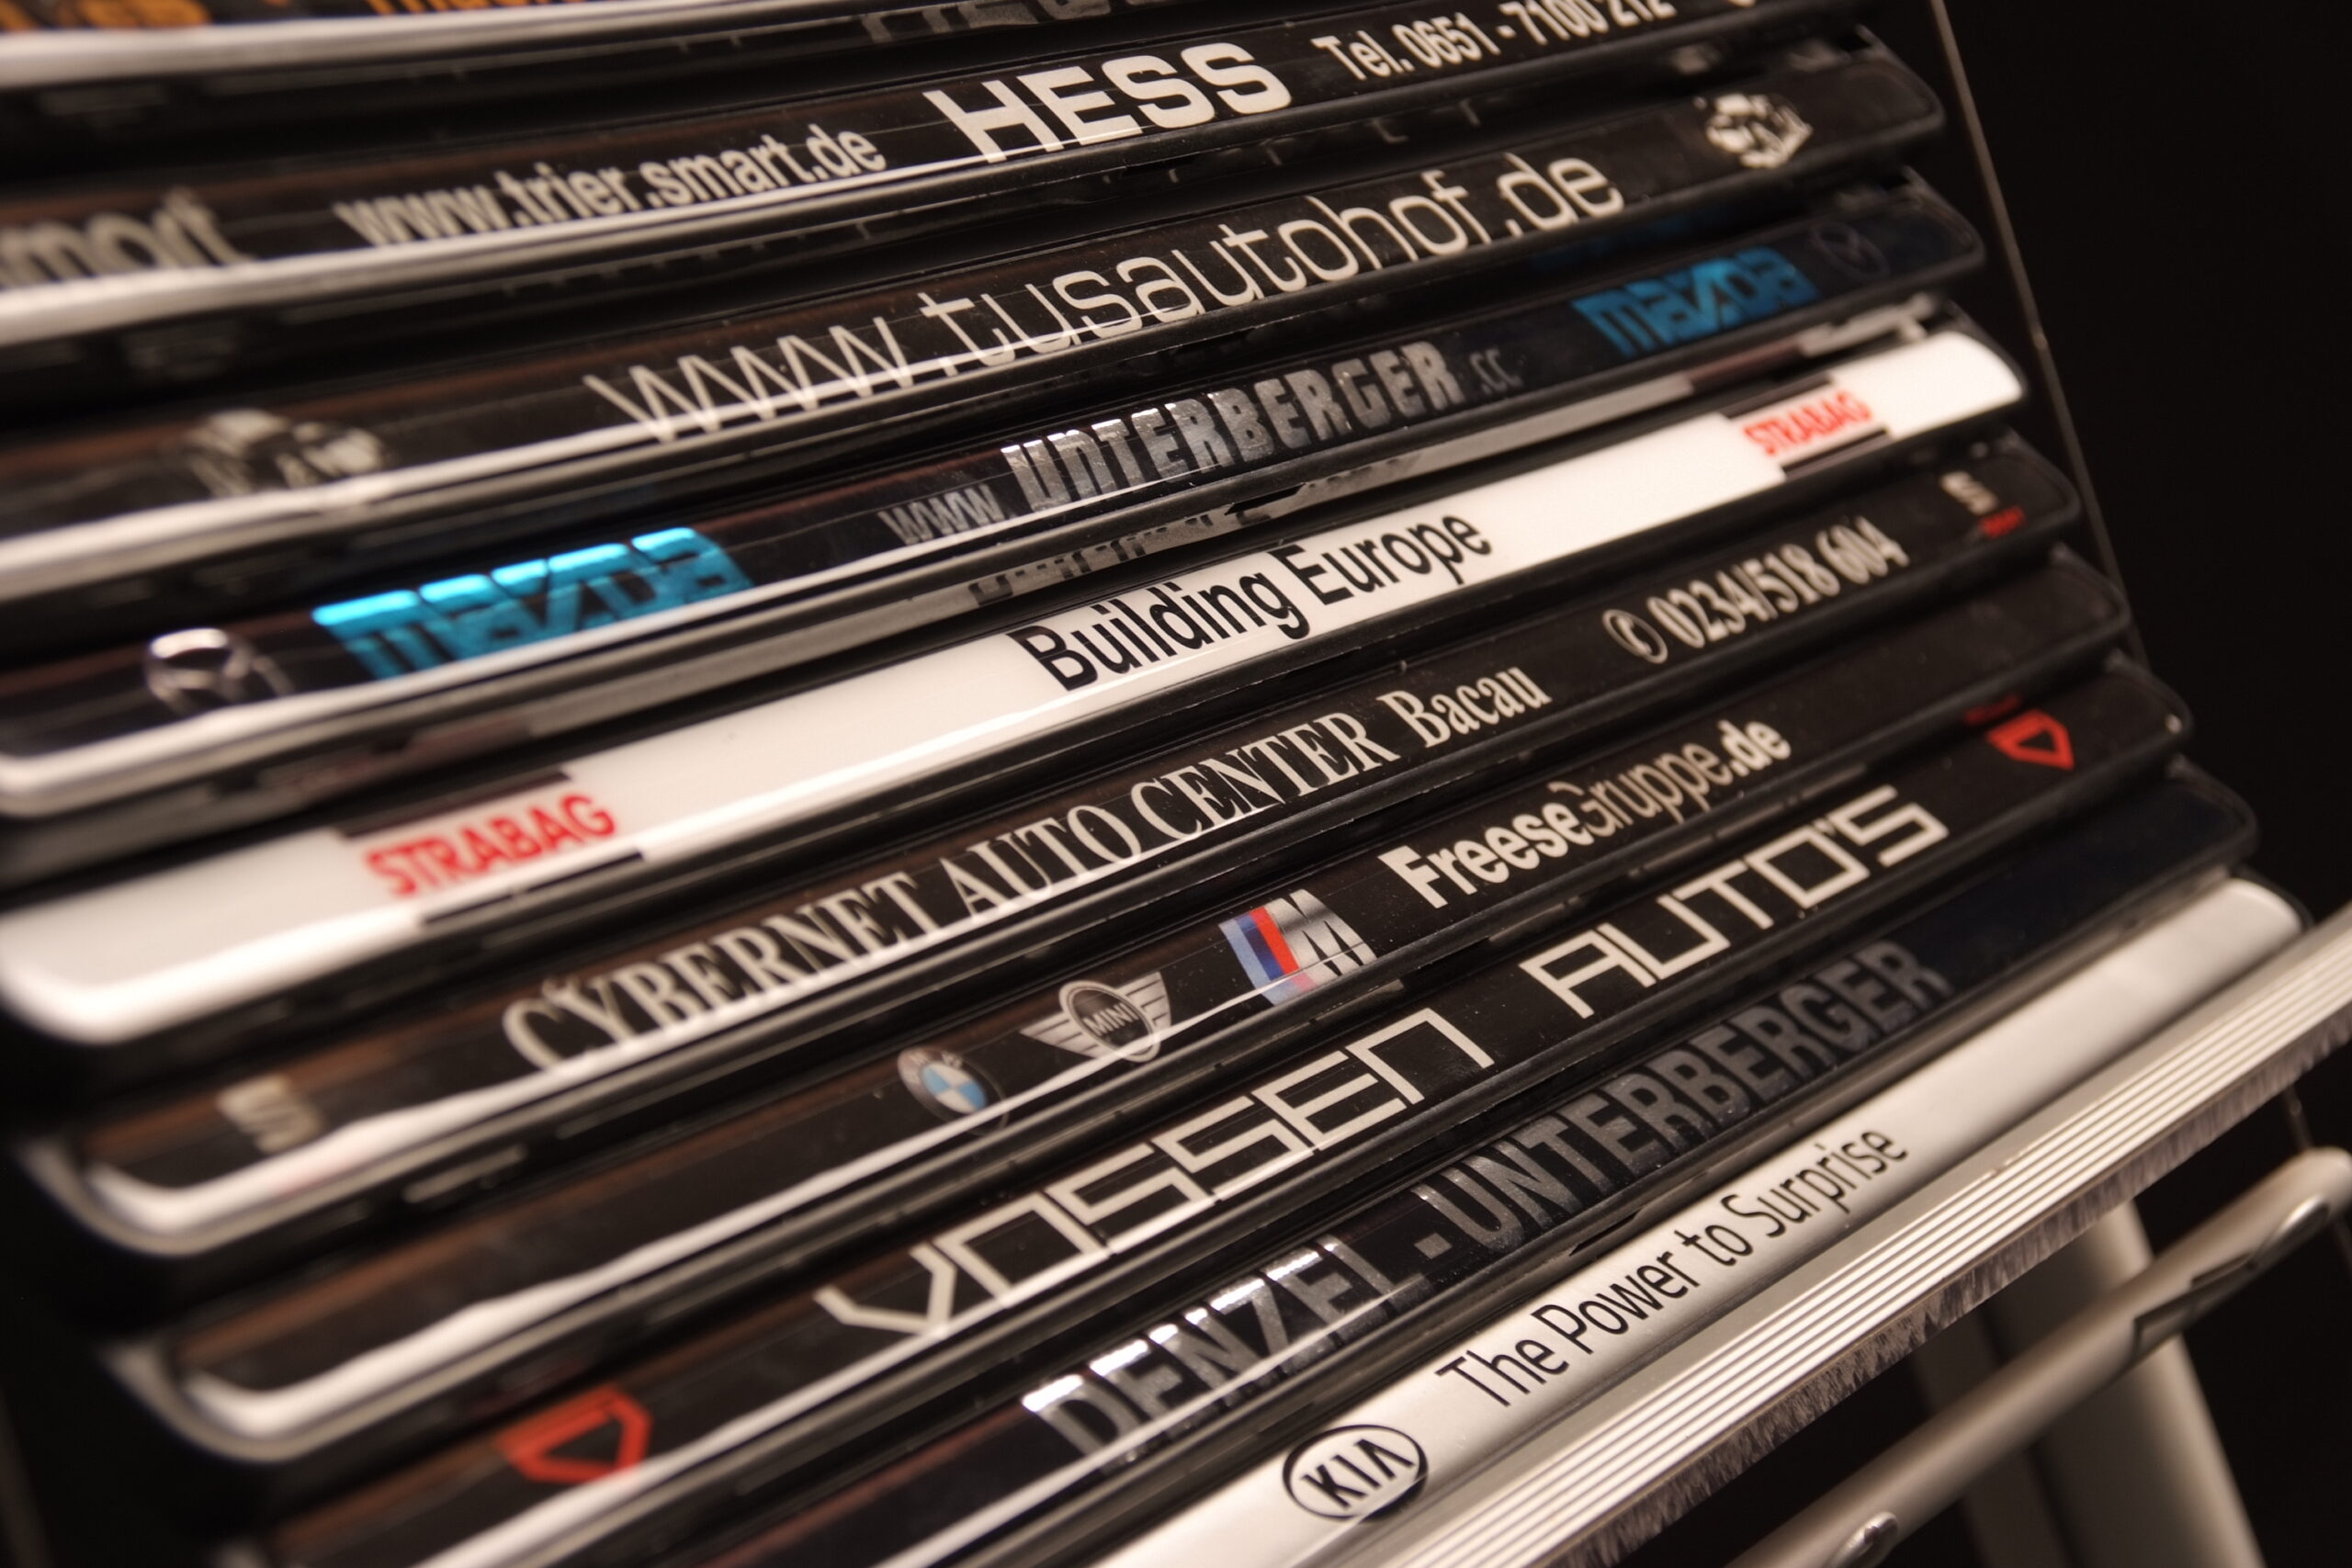 smart www.trier.smart.de HESS Tel. 0651 - 7100 212
www.tusautohof.de
mazda www.UNTERBERGER.cc mazda
STRABAG Building Europe STRABAG
S CYBERNET AUTO CENTER Bacau ✆ 0234/518 604 S
MINI M FreeseGruppe.de
VOSSEN AUTO'S
DENZEL-UNTERBERGER
KIA The Power to Surprise